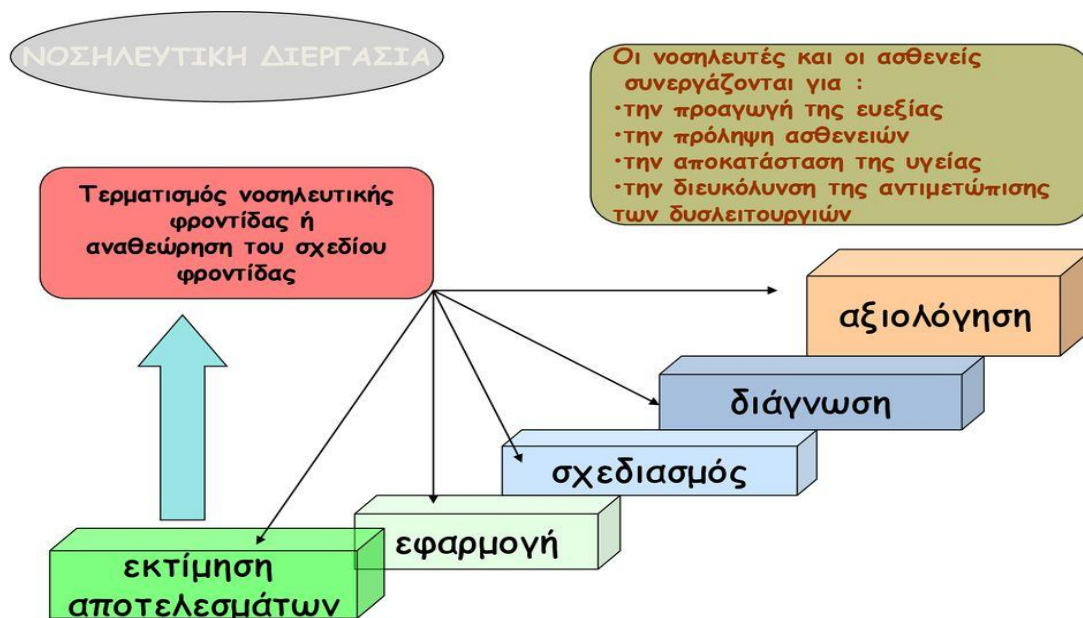 ΝΟΣΗΛΕΥΤΙΚΗ ΔΙΕΡΓΑΣΙΑ
Οι νοσηλευτές και οι ασθενείς
συνεργάζονται για :
•την προαγωγή της ευεξίας
•την πρόληψη ασθενειών
•την αποκατάσταση της υγείας
•την διευκόλυνση της αντιμετώπισης
των δυσλειτουργιών
Τερματισμός νοσηλευτικής
φροντίδας ή
αναθεώρηση του σχεδίου
φροντίδας
αξιολόγηση
διάγνωση
σχεδιασμός
εφαρμογή
εκτίμηση
αποτελεσμάτων